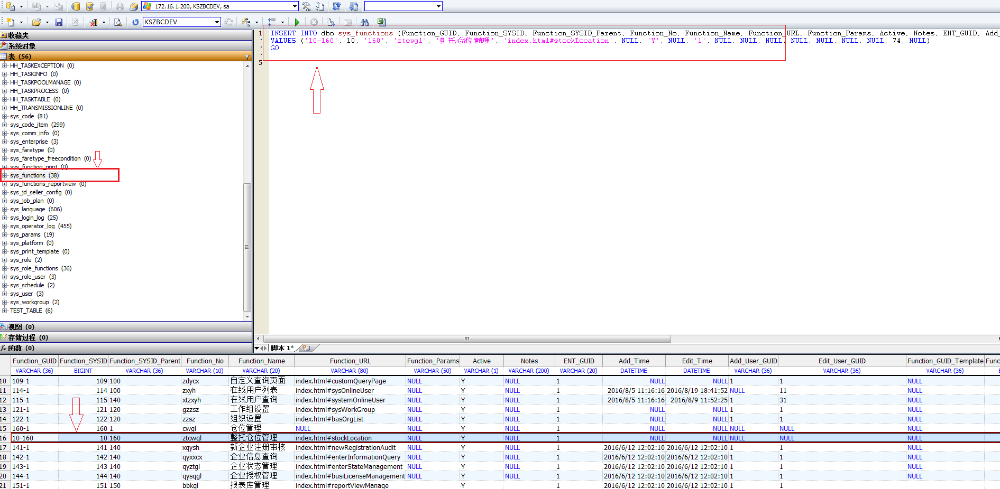 172.16.1.200, KSZBCDEV, sa
KSZBCDEV
收藏夹
系统对象
表 (56)
HH_TASKEXCEPTION (0)
HH_TASKINFO (0)
HH_TASKPOOLMANAGE (0)
HH_TASKPROCESS (0)
HH_TASKTABLE (0)
HH_TRANSMISSIONLINE (0)
sys_code (81)
sys_code_item (299)
sys_comm_info (0)
sys_enterprise (3)
sys_faretype (0)
sys_faretype_freecondition (0)
sys_function_print (0)
sys_functions (38)
sys_functions_reportview (0)
sys_jd_seller_config (0)
sys_job_plan (0)
sys_language (606)
sys_login_log (25)
sys_operator_log (455)
sys_params (19)
sys_platform (0)
sys_print_template (0)
sys_role (2)
sys_role_functions (36)
sys_role_user (3)
sys_schedule (2)
sys_user (3)
sys_workgroup (2)
TEST_TABLE (6)
视图 (0)
存储过程 (0)
函数 (0)
1 INSERT INTO dbo.sys_functions (Function_GUID, Function_SYSID, Function_SYSID_Parent, Function_No, Function_Name, Function_URL, Function_Params, Active, Notes, ENT_GUID, Add_
VALUES ('10-160', 10, '160', 'ztcwgl', '整托仓位管理', 'index.html#stockLocation', NULL, 'Y', NULL, '1', NULL, NULL, NULL, NULL, NULL, NULL, NULL, 74, NULL)
GO
5
脚本 1*
Function_GUID Function_SYSID Function_SYSID_Parent Function_No Function_Name Function_URL Function_Params Active Notes ENT_GUID Add_Time Edit_Time Add_User_GUID Edit_User_GUID Function_GUID_Template Func
VARCHAR (36) BIGINT VARCHAR (36) VARCHAR (10) VARCHAR (20) VARCHAR (80) VARCHAR (50) VARCHAR (1) VARCHAR (200) VARCHAR (20) DATETIME DATETIME VARCHAR (36) VARCHAR (36) VARCHAR (36)
10 109-1 109 100 zdycx 自定义查询页面 index.html#customQueryPage NULL Y NULL 1 NULL NULL 1 1 NULL
11 114-1 114 100 zxyh 在线用户列表 index.html#sysOnlineUser NULL Y NULL 1 2016/8/5 11:16:16 2016/8/19 18:41:52 NULL 11 NULL
12 115-1 115 140 xtzxyh 在线用户查询 index.html#systemOnlineUser NULL Y NULL 1 2016/8/5 11:16:16 2016/8/9 11:52:25 1 31 NULL
13 121-1 121 120 gzzsz 工作组设置 index.html#sysWorkGroup NULL Y NULL 1 NULL NULL 1 1 NULL
14 122-1 122 120 zzsz 组织设置 index.html#basOrgList NULL Y NULL 1 NULL NULL 1 1 NULL
15 160-1 160 1 cwgl 仓位管理 NULL NULL Y NULL 1 NULL NULL NULL NULL NULL
16 10-160 10 160 ztcwgl 整托仓位管理 index.html#stockLocation NULL Y NULL 1 NULL NULL NULL NULL NULL
17 141-1 141 140 xqysh 新企业注册审核 index.html#newRegistrationAudit NULL Y NULL 1 2016/6/12 12:02:10 2016/6/12 12:02:10 1 1 NULL
18 142-1 142 140 qyxxcx 企业信息查询 index.html#enterInformationQuery NULL Y NULL 1 2016/6/12 12:02:10 2016/6/12 12:02:10 1 1 NULL
19 143-1 143 140 qyztgl 企业状态管理 index.html#enterStateManagement NULL Y NULL 1 2016/6/12 12:02:10 2016/6/12 12:02:10 1 1 NULL
20 144-1 144 140 qysqgl 企业授权管理 index.html#busiLicenseManagement NULL Y NULL 1 2016/6/12 12:02:10 2016/6/12 12:02:10 1 1 NULL
21 151-1 151 150 bbkgl 报表库管理 index.html#reportViewManage Y 1 2016/6/12 12:02:10 2016/6/12 12:02:10 1 1